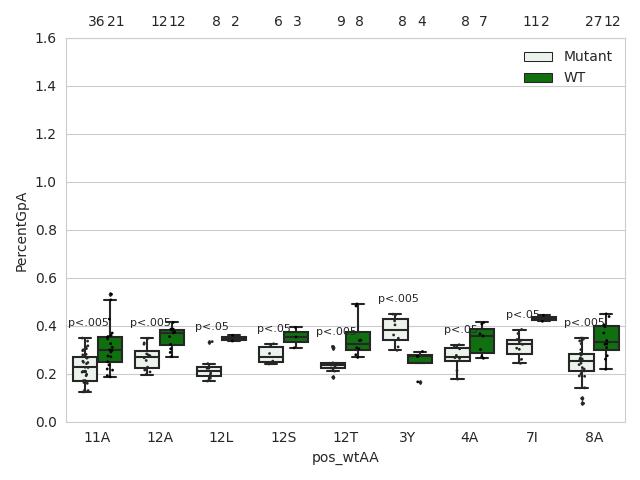 36 21 12 12 8 2 6 3 9 8 8 4 8 7 11 2 27 12
1.6
Mutant
WT
1.4
1.2
1.0
0.8
0.6
0.4
0.2
0.0
PercentGpA
p<.005 p<.005 p<.05 p<.05 p<.005 p<.005 p<.05 p<.05 p<.005
11A 12A 12L 12S 12T 3Y 4A 7I 8A
pos_wtAA